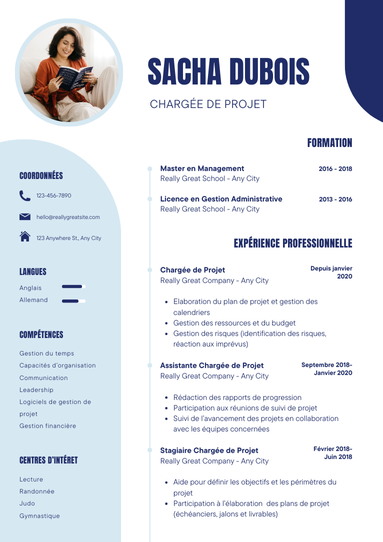 SACHA DUBOIS
CHARGÉE DE PROJET
COORDONNÉES
123-456-7890
hello@reallygreatsite.com
123 Anywhere St., Any City
LANGUES
Anglais
Allemand
COMPÉTENCES
Gestion du temps
Capacités d'organisation
Communication
Leadership
Logiciels de gestion de
projet
Gestion financière
CENTRES D'INTÉRET
Lecture
Randonnée
Judo
Gymnastique
FORMATION
Master en Management 2016 - 2018
Really Great School - Any City
Licence en Gestion Administrative 2013 - 2016
Really Great School - Any City
EXPÉRIENCE PROFESSIONNELLE
Chargée de Projet Depuis janvier
Really Great Company - Any City 2020
Elaboration du plan de projet et gestion des
calendriers
Gestion des ressources et du budget
Gestion des risques (identification des risques,
réaction aux imprévus)
Assistante Chargée de Projet Septembre 2018-
Really Great Company - Any City Janvier 2020
Rédaction des rapports de progression
Participation aux réunions de suivi de projet
Suivi de l'avancement des projets en collaboration
avec les équipes concernées
Stagiaire Chargée de Projet Février 2018-
Really Great Company - Any City Juin 2018
Aide pour définir les objectifs et les périmètres du
projet
Participation à l'élaboration des plans de projet
(échéanciers, jalons et livrables)